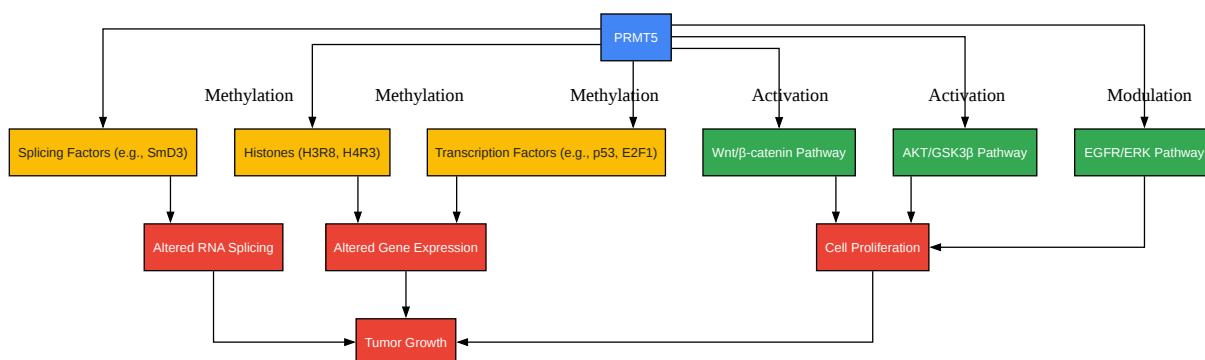 PRMT5
Methylation
Methylation
Methylation
Activation
Activation
Modulation
Splicing Factors (e.g., SmD3)
Histones (H3R8, H4R3)
Transcription Factors (e.g., p53, E2F1)
Wnt/β-catenin Pathway
AKT/GSK3β Pathway
EGFR/ERK Pathway
Altered RNA Splicing
Altered Gene Expression
Cell Proliferation
Tumor Growth